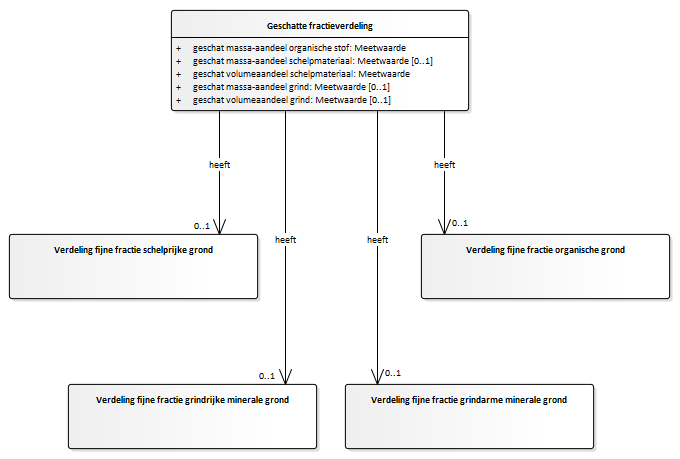 Geschatte fractieverdeling
+ geschat massa-aandeel organische stof: Meetwaarde
+ geschat massa-aandeel schelpmateriaal: Meetwaarde [0..1]
+ geschat volumeaandeel schelpmateriaal: Meetwaarde
+ geschat massa-aandeel grind: Meetwaarde [0..1]
+ geschat volumeaandeel grind: Meetwaarde [0..1]
heeft
heeft
0..1
0..1
Verdeling fijne fractie schelprijke grond
Verdeling fijne fractie organische grond
heeft
heeft
0..1
0..1
Verdeling fijne fractie grindrijke minerale grond
Verdeling fijne fractie grindarme minerale grond